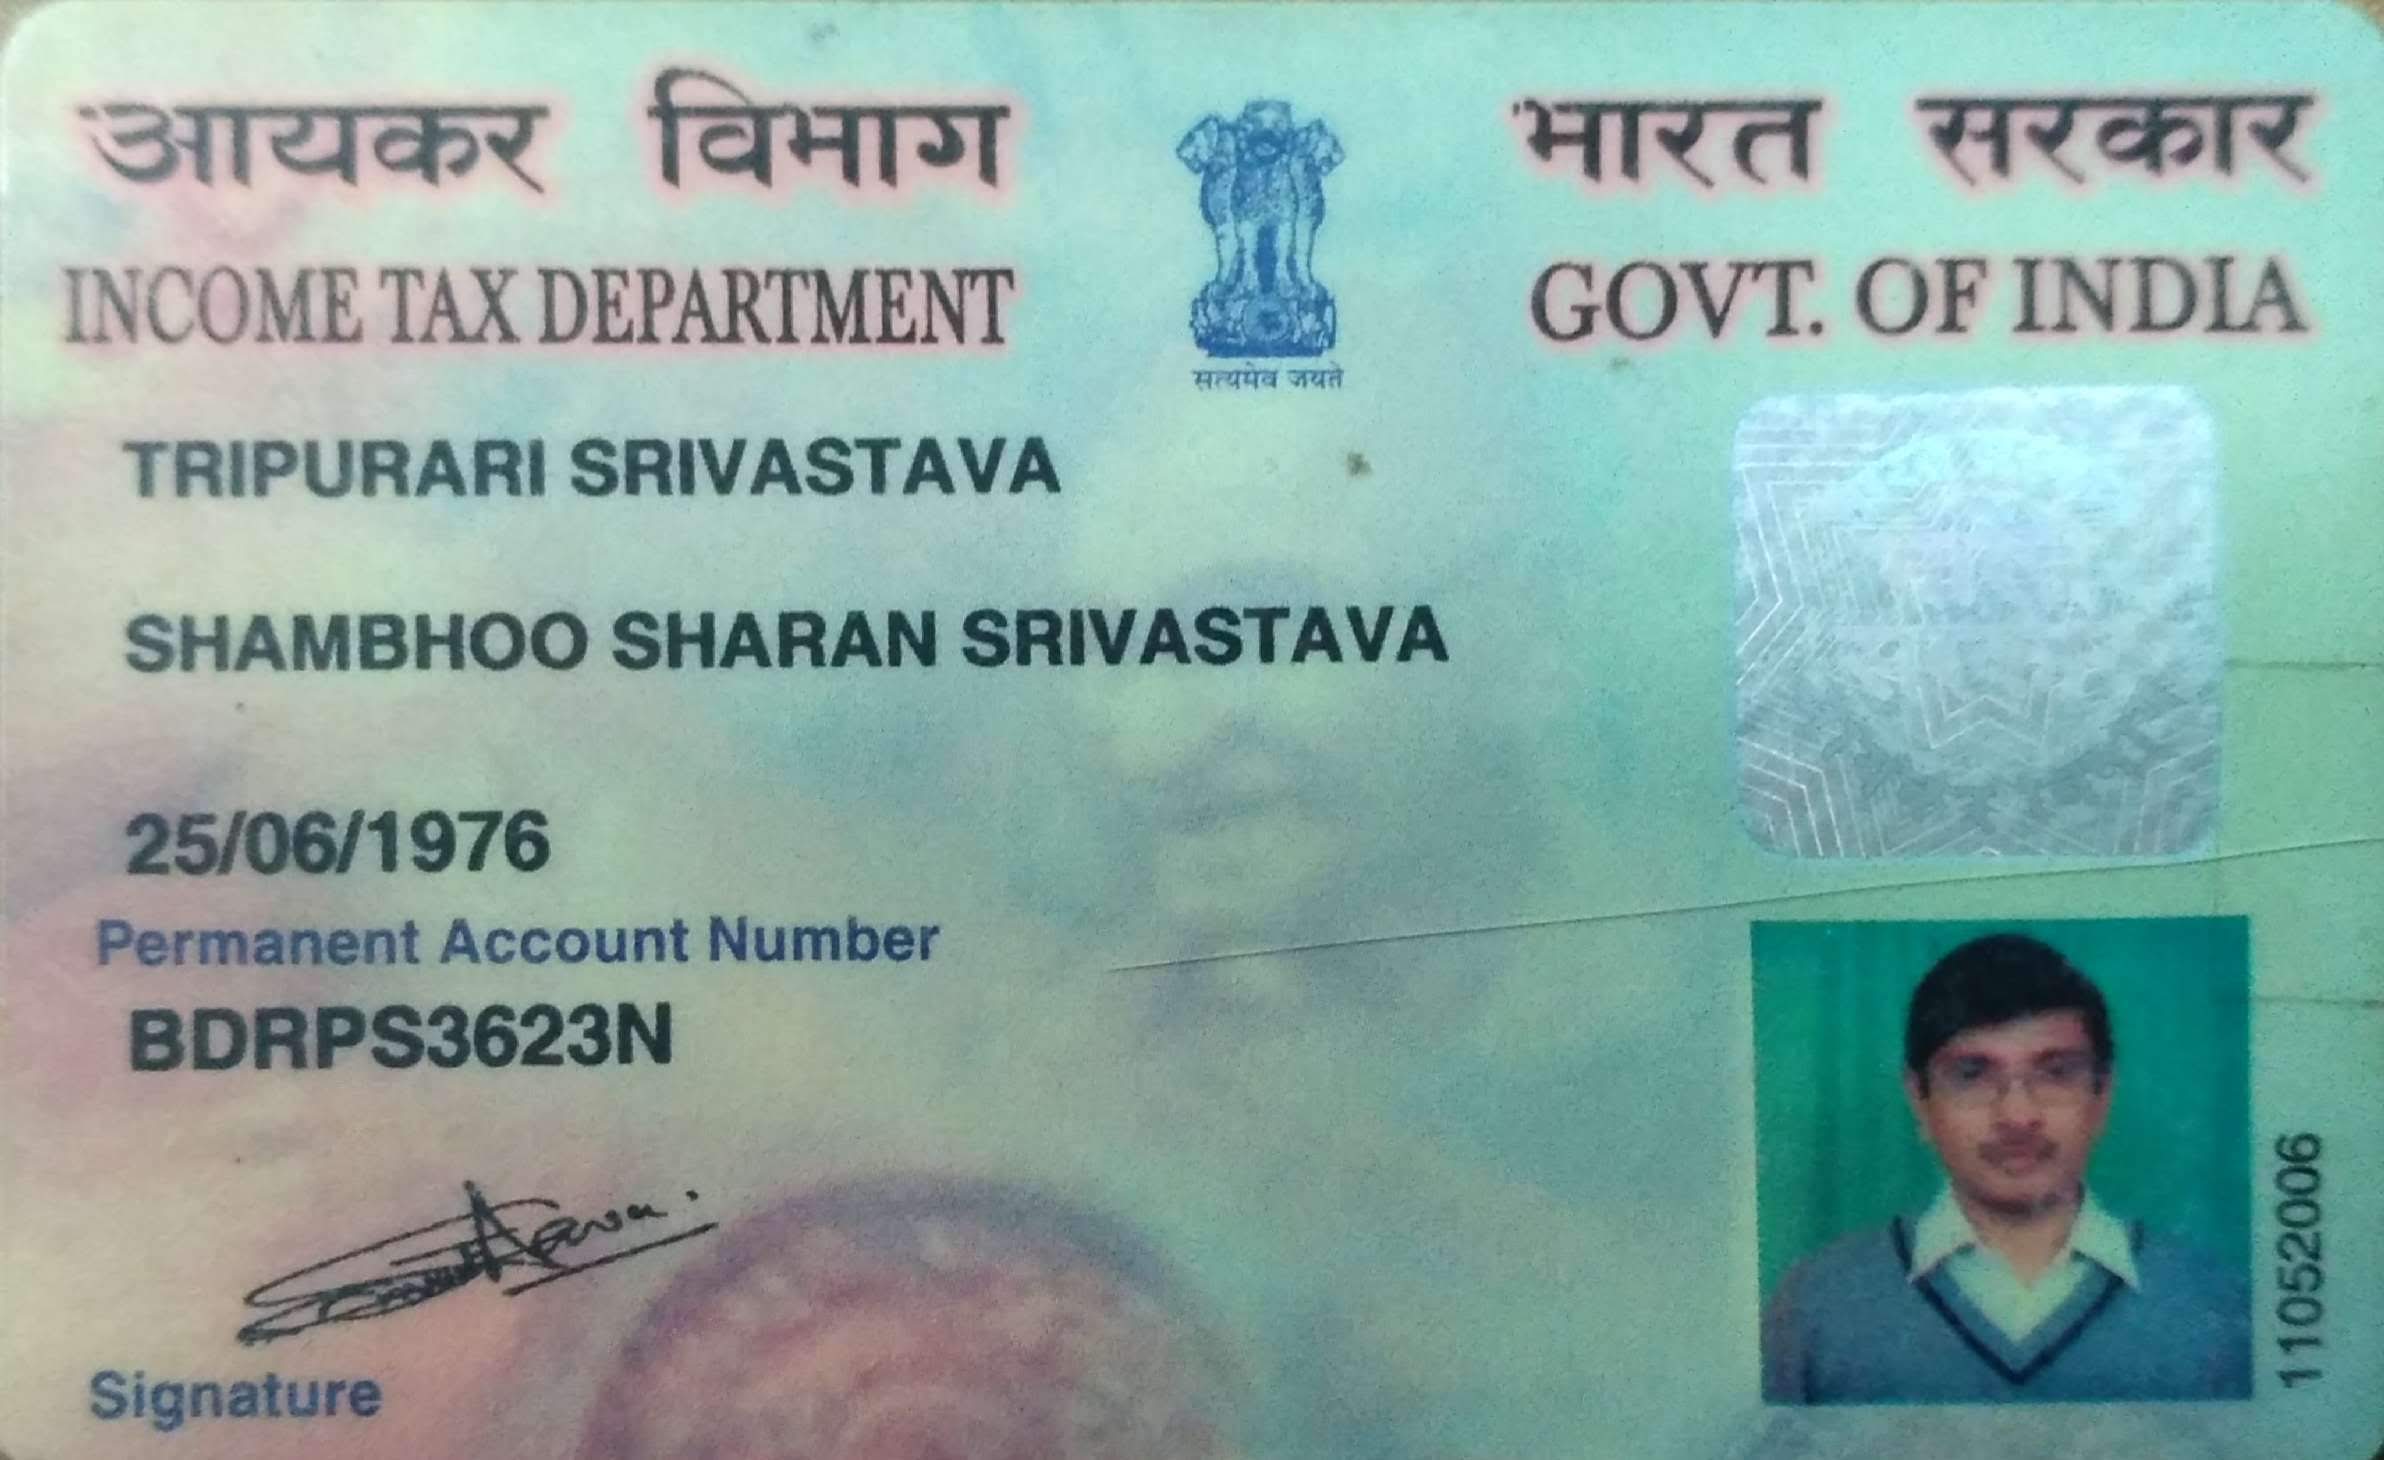 आयकर विभाग
INCOME TAX DEPARTMENT
सत्यमेव जयते
भारत सरकार
GOVT. OF INDIA
TRIPURARI SRIVASTAVA
SHAMBHOO SHARAN SRIVASTAVA
25/06/1976
Permanent Account Number
BDRPS3623N
Signature
11052006